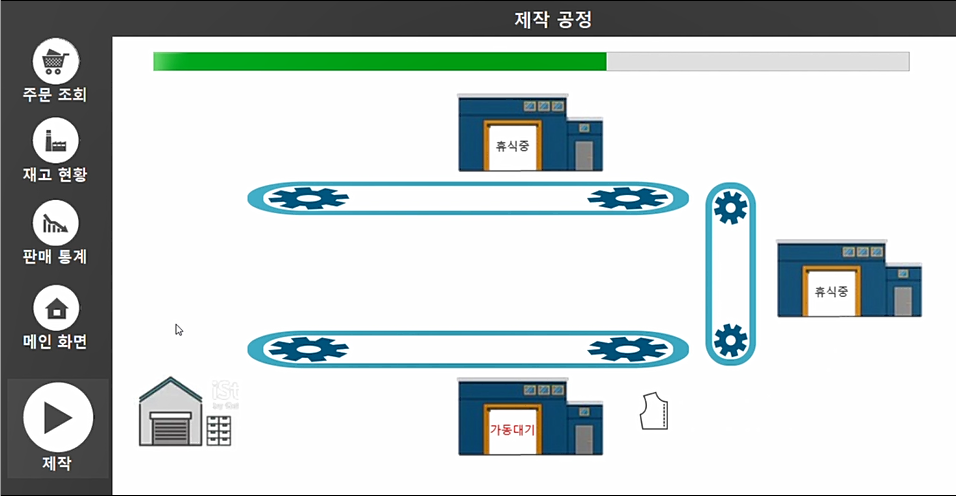 제작 공정
주문 조회
재고 현황
판매 통계
메인 화면
제작
휴식중
휴식중
가동대기
iSt